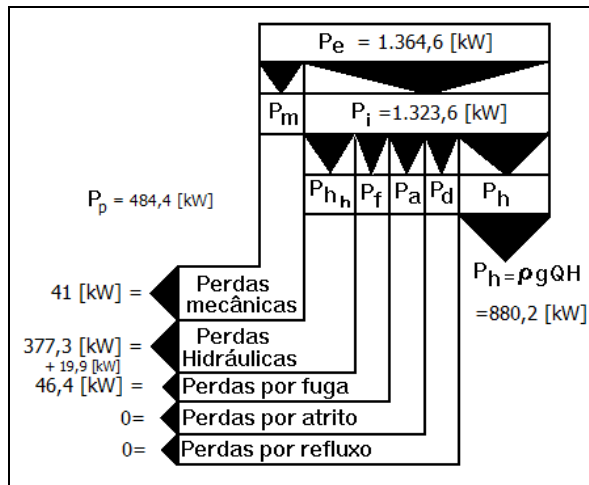 Pe = 1.364,6 [kW]
Pm
Pi =1.323,6 [kW]
Phh
Pf
Pa
Pd
Ph
Pp = 484,4 [kW]
Ph=ρgQH
=880,2 [kW]
41 [kW] =
Perdas
mecânicas
377,3 [kW] =
+ 19,9 [kW]
Perdas
Hidráulicas
46,4 [kW] =
Perdas por fuga
0=
Perdas por atrito
0=
Perdas por refluxo